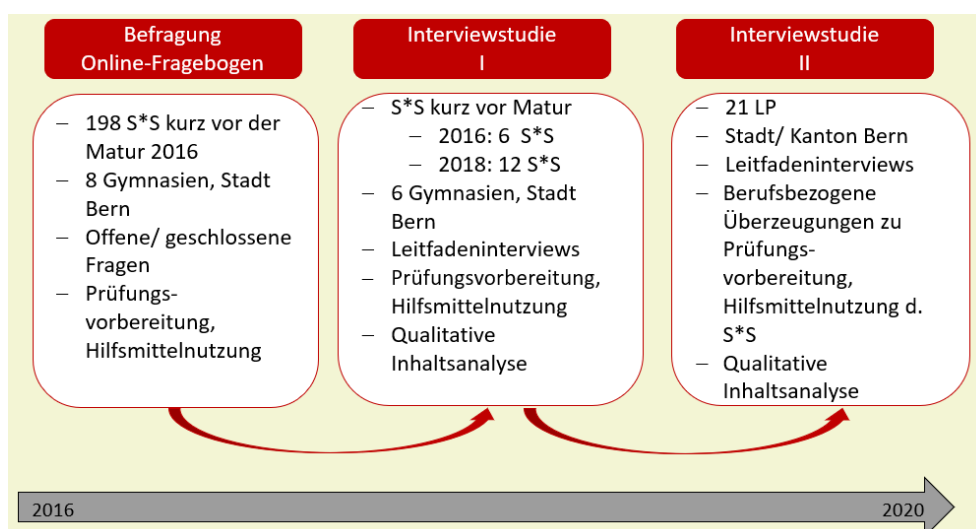 Befragung
Online-Fragebogen
– 198 S*S kurz vor der
Matur 2016
– 8 Gymnasien, Stadt
Bern
– Offene/ geschlossene
Fragen
– Prüfungs-
vorbereitung,
Hilfsmittelnutzung
Interviewstudie
I
– S*S kurz vor Matur
– 2016: 6 S*S
– 2018: 12 S*S
– 6 Gymnasien, Stadt
Bern
– Leitfadeninterviews
– Prüfungsvorbereitung,
Hilfsmittelnutzung
– Qualitative
Inhaltsanalyse
Interviewstudie
II
– 21 LP
– Stadt/ Kanton Bern
– Leitfadeninterviews
– Berufsbezogene
Überzeugungen zu
Prüfungs-
vorbereitung,
Hilfsmittelnutzung d.
S*S
– Qualitative
Inhaltsanalyse
2016
2020